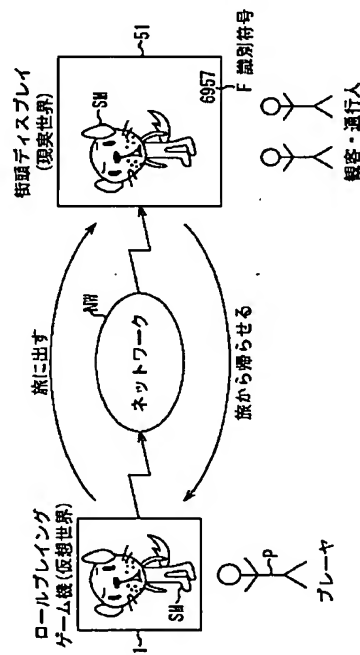 ロールプレイング
ゲーム機(仮想世界)
1
SM
P
プレーヤ
旅に出す
NW
ネットワーク
旅から帰らせる
街頭ディスプレイ
(現実世界)
SM
51
6957
F 識別符号
観客・通行人